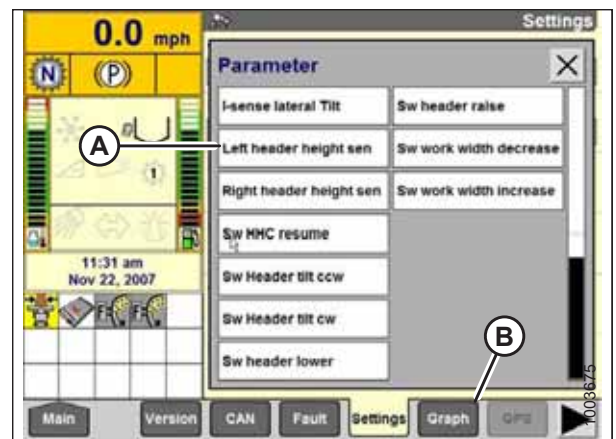 0.0 mph
Settings
N
(P)
Parameter
I-sense lateral Tilt
Sw header raise
A
Left header height sen
Sw work width decrease
1
Right header height sen
Sw work width increase
Sw HHC resume
11:31 am
Nov 22, 2007
Sw Header tilt ccw
Sw Header tilt cw
B
Sw header lower
Main
Version
CAN
Fault
Settings
Graph
GPS
1003675